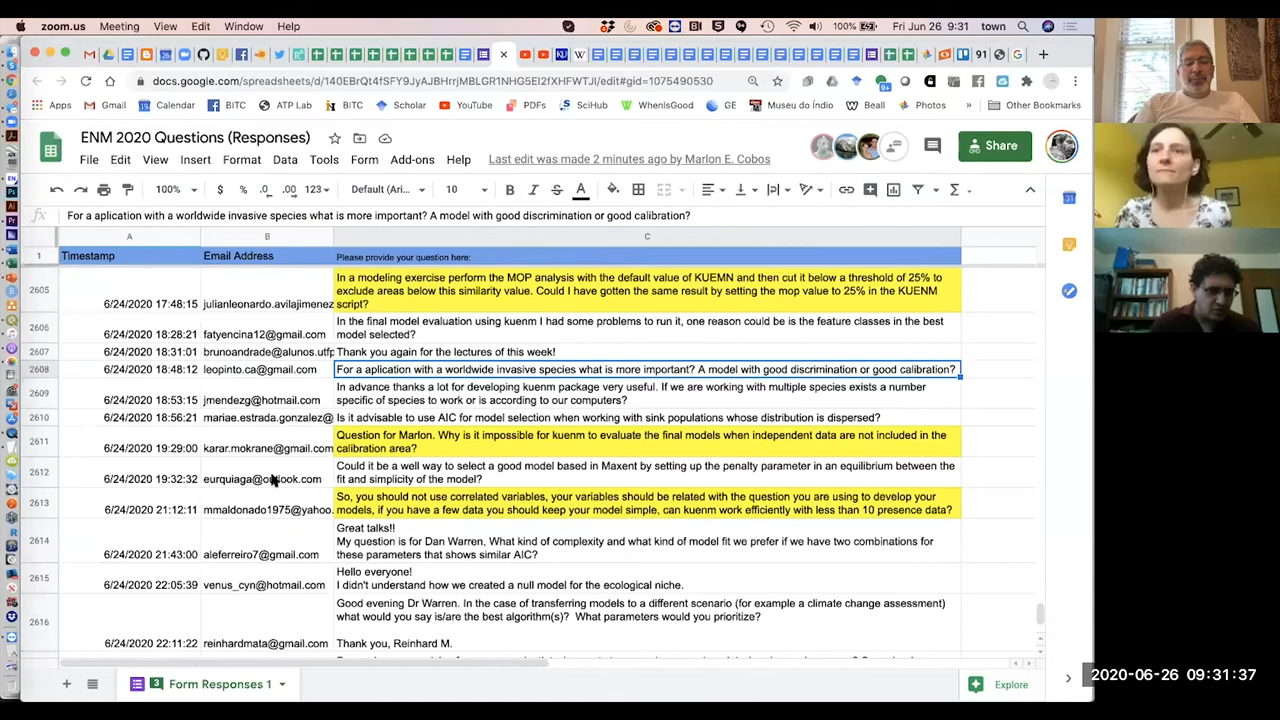 zoom.us Meeting View Edit Window Help 100% Fri Jun 26 9:31 town
docs.google.com/spreadsheets/d/140EBrQt4fSFY9JyAJBHrrjMBLGRtNHG5EI2fXHFWTJI/edit#gid=1075490530
Apps Gmail Calendar BITC ATP Lab BITC Scholar YouTube PDFs SciHub WhenIsGood GE Museu do Índio Beall Photos » Other Bookmarks
ENM 2020 Questions (Responses)
File Edit View Insert Format Data Tools Form Add-ons Help Last edit was made 2 minutes ago by Marlon E. Cobos
Share
100% $ % .0 .00 123 Default (Ari... 10 B I S A
fx For a aplication with a worldwide invasive species what is more important? A model with good discrimination or good calibration?
A B C
1 Timestamp Email Address Please provide your question here:
2605 6/24/2020 17:48:15 julianleonardo.avilajimenez In a modeling exercise perform the MOP analysis with the default value of KUEMN and then cut it below a threshold of 25% to
exclude areas below this similarity value. Could I have gotten the same result by setting the mop value to 25% in the KUENM
script?
2606 6/24/2020 18:28:21 fatyencina12@gmail.com In the final model evaluation using kuenm I had some problems to run it, one reason could be is the feature classes in the best
model selected?
2607 6/24/2020 18:31:01 brunoandrade@alunos.utfp Thank you again for the lectures of this week!
2608 6/24/2020 18:48:12 leopinto.ca@gmail.com For a aplication with a worldwide invasive species what is more important? A model with good discrimination or good calibration?
2609 6/24/2020 18:53:15 jmendezg@hotmail.com In advance thanks a lot for developing kuenm package very useful. If we are working with multiple species exists a number
specific of species to work or is according to our computers?
2610 6/24/2020 18:56:21 mariae.estrada.gonzalez@ Is it advisable to use AIC for model selection when working with sink populations whose distribution is dispersed?
2611 6/24/2020 19:29:00 karar.mokrane@gmail.com Question for Marlon. Why is it impossible for kuenm to evaluate the final models when independent data are not included in the
calibration area?
2612 6/24/2020 19:32:32 eurquiaga@outlook.com Could it be a well way to select a good model based in Maxent by setting up the penalty parameter in an equilibrium between the
fit and simplicity of the model?
2613 6/24/2020 21:12:11 mmaldonado1975@yahoo. So, you should not use correlated variables, your variables should be related with the question you are using to develop your
models, if you have a few data you should keep your model simple, can kuenm work efficiently with less than 10 presence data?
2614 6/24/2020 21:43:00 aleferreiro7@gmail.com Great talks!!
My question is for Dan Warren, What kind of complexity and what kind of model fit we prefer if we have two combinations for
these parameters that shows similar AIC?
2615 6/24/2020 22:05:39 venus_cyn@hotmail.com Hello everyone!
I didn't understand how we created a null model for the ecological niche.
2616 6/24/2020 22:11:22 reinhardmata@gmail.com Good evening Dr Warren. In the case of transferring models to a different scenario (for example a climate change assessment)
what would you say is/are the best algorithm(s)? What parameters would you prioritize?
Thank you, Reinhard M.
3 Form Responses 1
Explore
2020-06-26 09:31:37